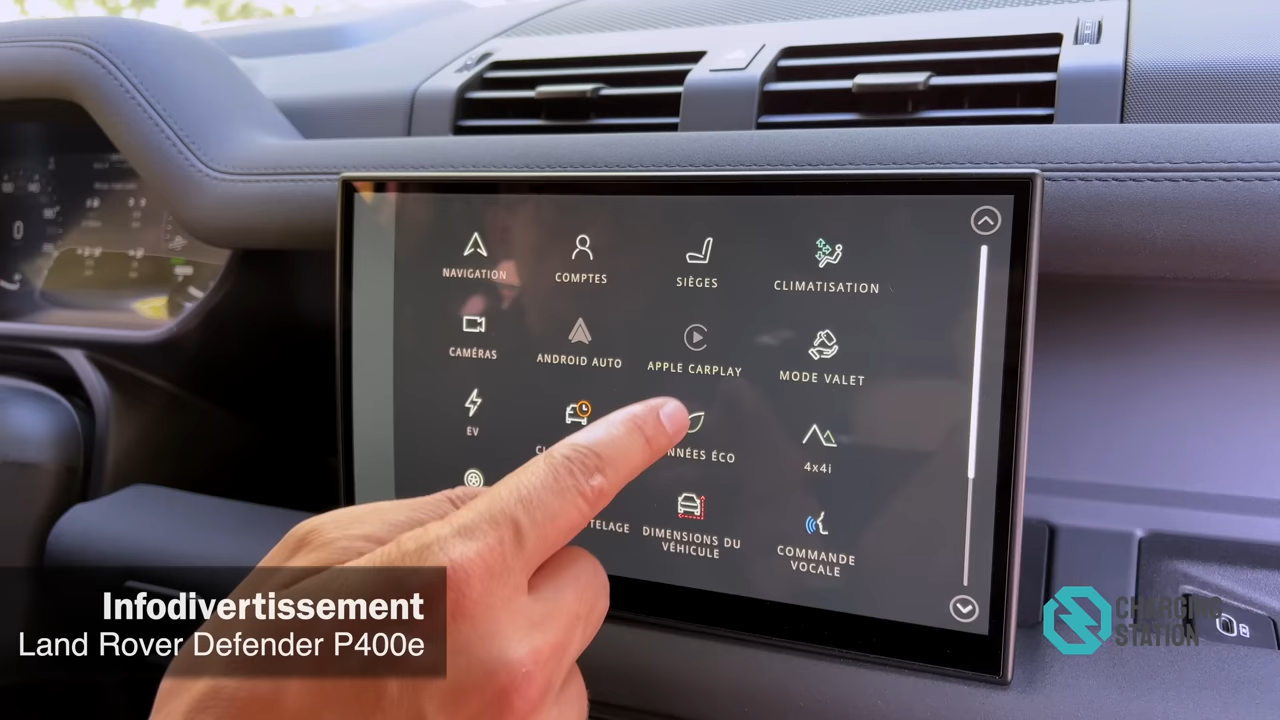 NAVIGATION
COMPTES
SIÈGES
CLIMATISATION
CAMÉRAS
ANDROID AUTO
APPLE CARPLAY
MODE VALET
EV
NNÉES ÉCO
4x4i
TELAGE
DIMENSIONS DU
VÉHICULE
COMMANDE
VOCALE
0
Infodivertissement
Land Rover Defender P400e
CHARGING
STATION